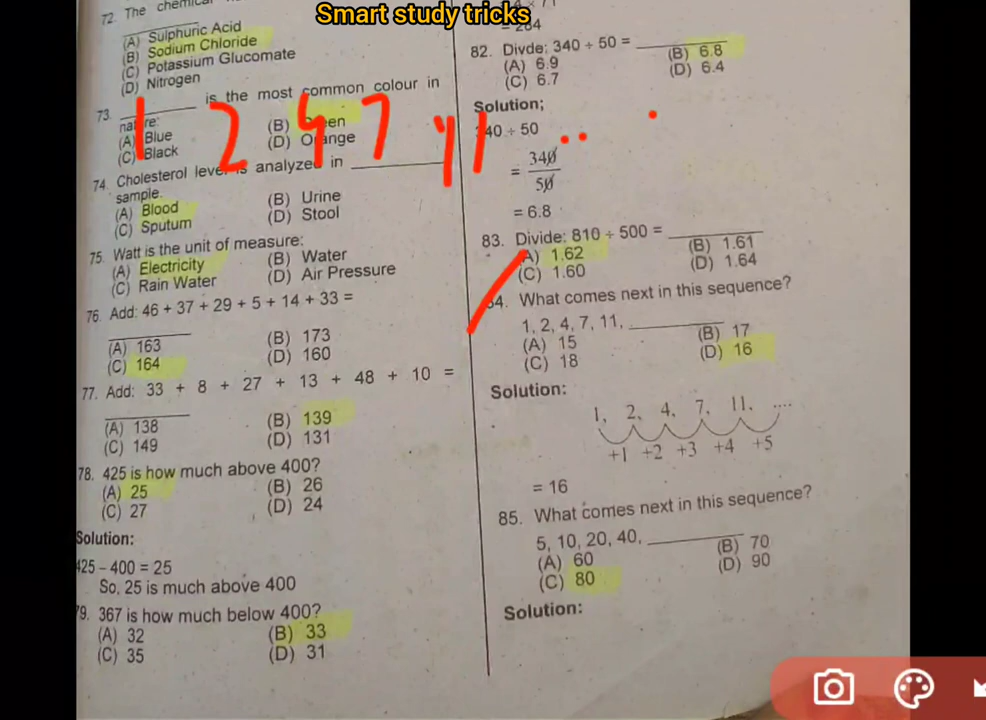 Smart study tricks
72. The
(A) Sulphuric Acid
(B) Sodium Chloride
(C) Potassium Glucomate
(D) Nitrogen
73. ________ is the most common colour in
nature:
(A) Blue
(B) Green
(C) Black
(D) Orange
74. Cholesterol level is analyzed in ________
sample.
(A) Blood
(B) Urine
(C) Sputum
(D) Stool
75. Watt is the unit of measure:
(A) Electricity
(B) Water
(C) Rain Water
(D) Air Pressure
76. Add: 46 + 37 + 29 + 5 + 14 + 33 =
________
(A) 163
(B) 173
(C) 164
(D) 160
77. Add: 33 + 8 + 27 + 13 + 48 + 10 =
________
(A) 138
(B) 139
(C) 149
(D) 131
78. 425 is how much above 400?
(A) 25
(B) 26
(C) 27
(D) 24
Solution:
425 – 400 = 25
So, 25 is much above 400
79. 367 is how much below 400?
(A) 32
(B) 33
(C) 35
(D) 31
1 2 4 7 11
82. Divde: 340 ÷ 50 = ________
(A) 6.9
(B) 6.8
(C) 6.7
(D) 6.4
Solution;
340 ÷ 50
= 340
50
= 6.8
83. Divide: 810 ÷ 500 = ________
(A) 1.62
(B) 1.61
(C) 1.60
(D) 1.64
84. What comes next in this sequence?
1, 2, 4, 7, 11, ________
(A) 15
(B) 17
(C) 18
(D) 16
Solution:
1, 2, 4, 7, 11, ....
+1 +2 +3 +4 +5
= 16
85. What comes next in this sequence?
5, 10, 20, 40, ________
(A) 60
(B) 70
(C) 80
(D) 90
Solution: